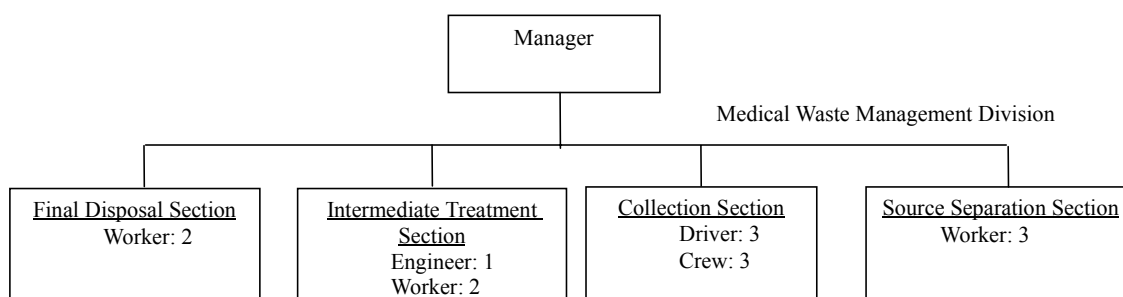 Manager
Medical Waste Management Division
Final Disposal Section
Worker: 2
Intermediate Treatment
Section
Engineer: 1
Worker: 2
Collection Section
Driver: 3
Crew: 3
Source Separation Section
Worker: 3